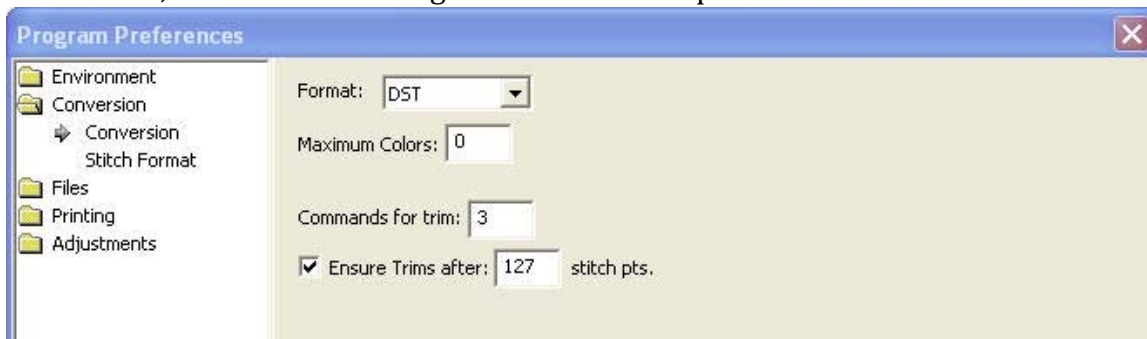 Program Preferences
Environment
Conversion
Conversion
Stitch Format
Files
Printing
Adjustments
Format: DST
Maximum Colors: 0
Commands for trim: 3
Ensure Trims after: 127 stitch pts.